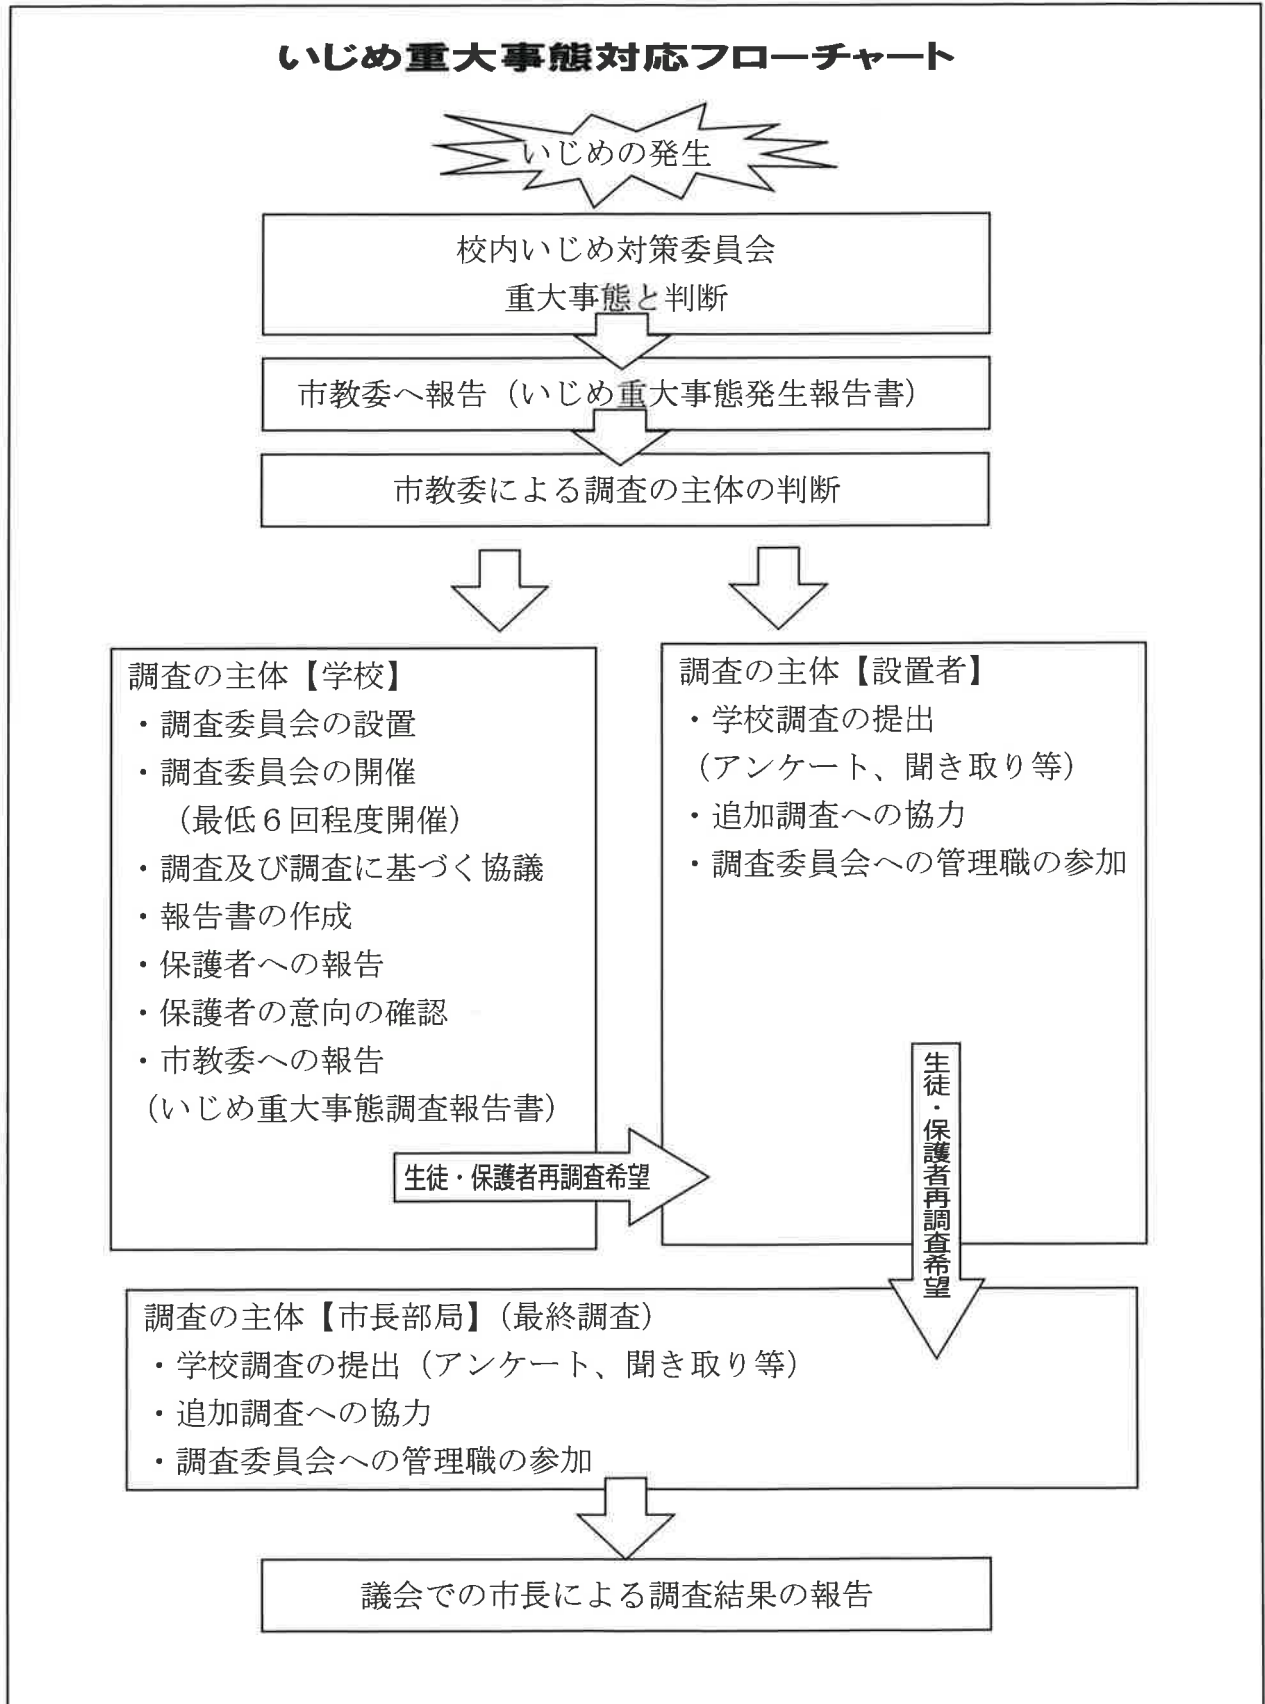 いじめ重大事態対応フローチャート
いじめの発生
校内いじめ対策委員会
重大事態と判断
市教委へ報告（いじめ重大事態発生報告書）
市教委による調査の主体の判断
調査の主体【学校】
・調査委員会の設置
・調査委員会の開催
（最低６回程度開催）
・調査及び調査に基づく協議
・報告書の作成
・保護者への報告
・保護者の意向の確認
・市教委への報告
（いじめ重大事態調査報告書）
生徒・保護者再調査希望
調査の主体【設置者】
・学校調査の提出
（アンケート、聞き取り等）
・追加調査への協力
・調査委員会への管理職の参加
生徒・保護者再調査希望
調査の主体【市長部局】（最終調査）
・学校調査の提出（アンケート、聞き取り等）
・追加調査への協力
・調査委員会への管理職の参加
議会での市長による調査結果の報告